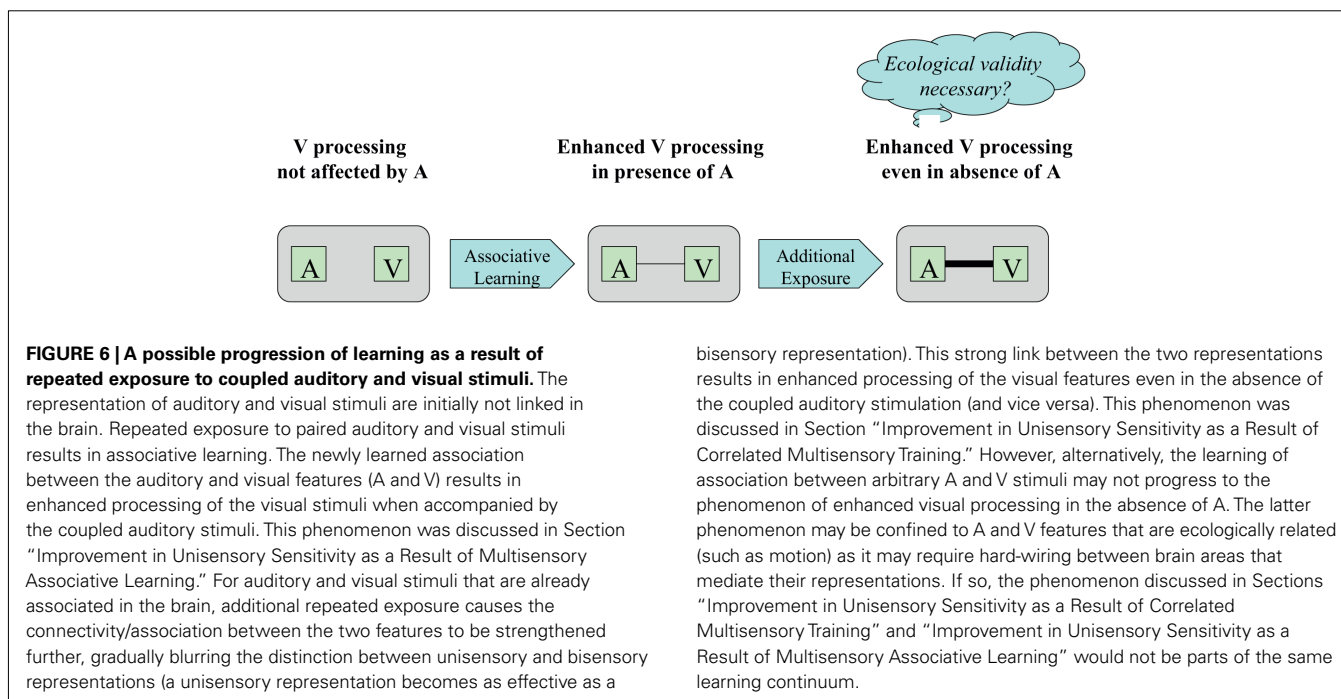 Ecological validity
necessary?
V processing
not affected by A
Enhanced V processing
in presence of A
Enhanced V processing
even in absence of A
A
V
Associative
Learning
A
V
Additional
Exposure
A
V
FIGURE 6 | A possible progression of learning as a result of
repeated exposure to coupled auditory and visual stimuli. The
representation of auditory and visual stimuli are initially not linked in
the brain. Repeated exposure to paired auditory and visual stimuli
results in associative learning. The newly learned association
between the auditory and visual features (A and V) results in
enhanced processing of the visual stimuli when accompanied by
the coupled auditory stimuli. This phenomenon was discussed in Section
“Improvement in Unisensory Sensitivity as a Result of Multisensory
Associative Learning.” For auditory and visual stimuli that are already
associated in the brain, additional repeated exposure causes the
connectivity/association between the two features to be strengthened
further, gradually blurring the distinction between unisensory and bisensory
representations (a unisensory representation becomes as effective as a
bisensory representation). This strong link between the two representations
results in enhanced processing of the visual features even in the absence of
the coupled auditory stimulation (and vice versa). This phenomenon was
discussed in Section “Improvement in Unisensory Sensitivity as a Result of
Correlated Multisensory Training.” However, alternatively, the learning of
association between arbitrary A and V stimuli may not progress to the
phenomenon of enhanced visual processing in the absence of A. The latter
phenomenon may be confined to A and V features that are ecologically related
(such as motion) as it may require hard-wiring between brain areas that
mediate their representations. If so, the phenomenon discussed in Sections
“Improvement in Unisensory Sensitivity as a Result of Correlated
Multisensory Training” and “Improvement in Unisensory Sensitivity as a
Result of Multisensory Associative Learning” would not be parts of the same
learning continuum.